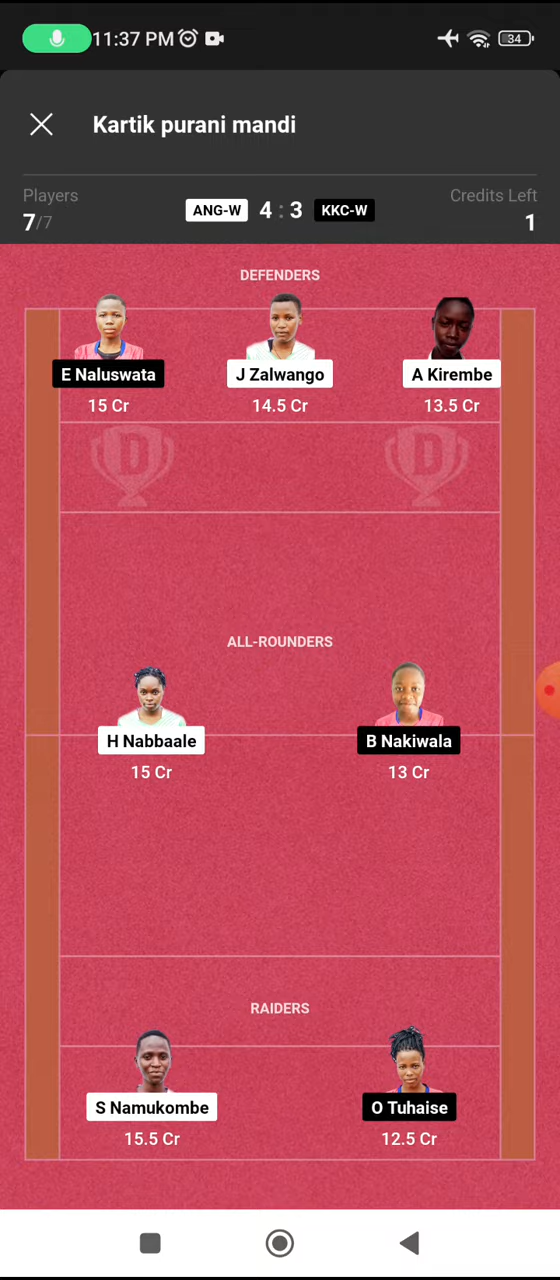 11:37 PM
34
Kartik purani mandi
Players
Credits Left
7/7
ANG-W 4 : 3 KKC-W
1
DEFENDERS
E Naluswata
J Zalwango
A Kirembe
15 Cr
14.5 Cr
13.5 Cr
D
D
ALL-ROUNDERS
H Nabbaale
B Nakiwala
15 Cr
13 Cr
RAIDERS
S Namukombe
O Tuhaise
15.5 Cr
12.5 Cr